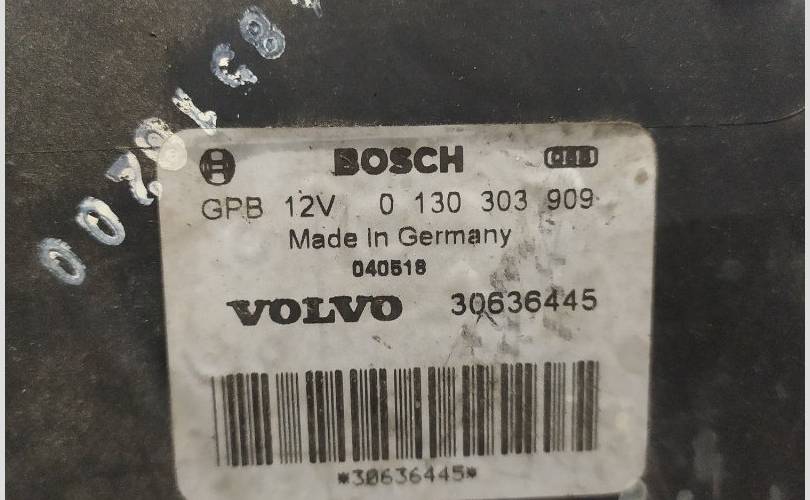 BOSCH
GPB 12V 0 130 303 909
Made In Germany
040518
VOLVO 30636445
*30636445*